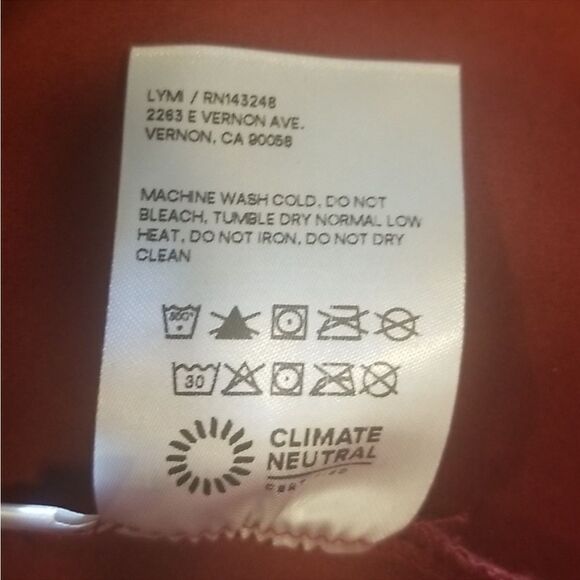 LYMI / RN143248
2263 E VERNON AVE.
VERNON, CA 90058
MACHINE WASH COLD, DO NOT
BLEACH, TUMBLE DRY NORMAL LOW
HEAT, DO NOT IRON, DO NOT DRY
CLEAN
30
CLIMATE
NEUTRAL